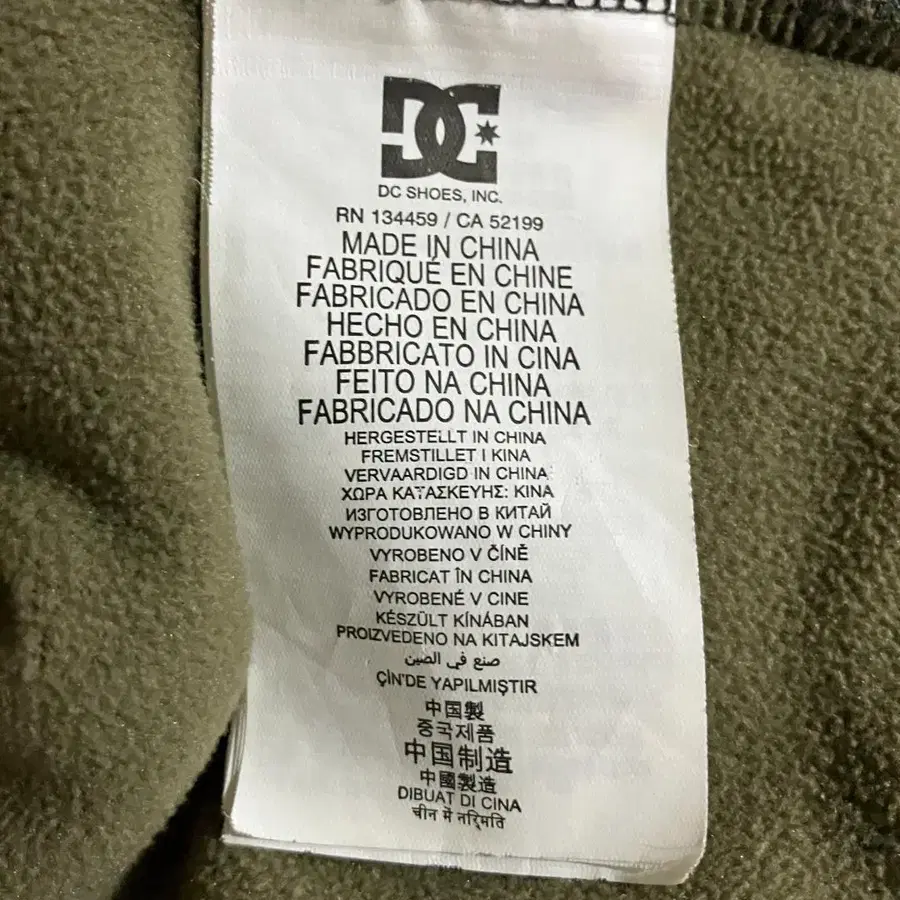 DC
DC SHOES, INC.
RN 134459 / CA 52199
MADE IN CHINA
FABRIQUÉ EN CHINE
FABRICADO EN CHINA
HECHO EN CHINA
FABBRICATO IN CINA
FEITO NA CHINA
FABRICADO NA CHINA
HERGESTELLT IN CHINA
FREMSTILLET I KINA
VERVAARDIGD IN CHINA
ΧΩΡΑ ΚΑΤΑΣΚΕΥΗΣ: ΚΙΝΑ
ИЗГОТОВЛЕНО В КИТАЙ
WYPRODUKOWANO W CHINY
VYROBENO V ČÍNĚ
FABRICAT ÎN CHINA
VYROBENÉ V CINE
KÉSZÜLT KÍNÁBAN
PROIZVEDENO NA KITAJSKEM
صنع في الصين
ÇİN'DE YAPILMIŞTIR
中国製
중국제품
中国制造
中國製造
DIBUAT DI CINA
चीन में नर्िमति